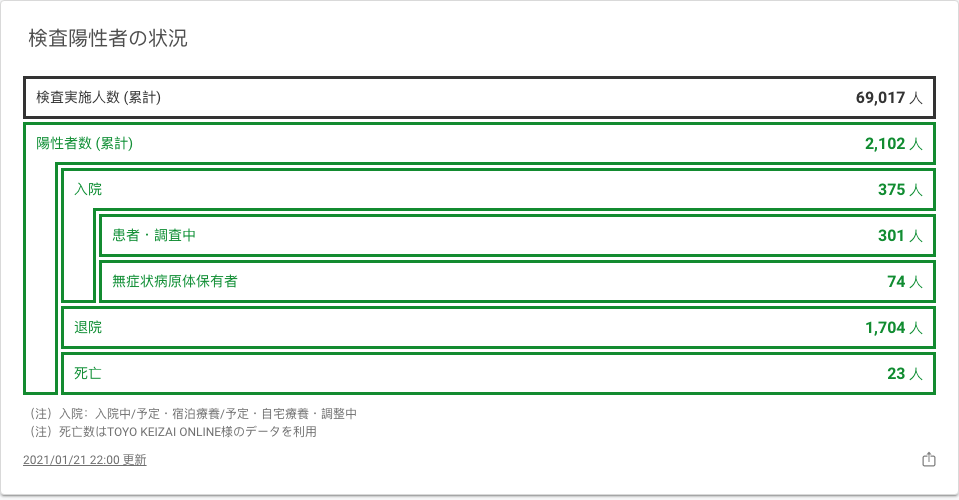 検査陽性者の状況
検査実施人数 (累計) 69,017 人
陽性者数 (累計) 2,102 人
入院 375 人
患者・調査中 301 人
無症状病原体保有者 74 人
退院 1,704 人
死亡 23 人
（注）入院：入院中/予定・宿泊療養/予定・自宅療養・調整中
（注）死亡数はTOYO KEIZAI ONLINE様のデータを利用
2021/01/21 22:00 更新